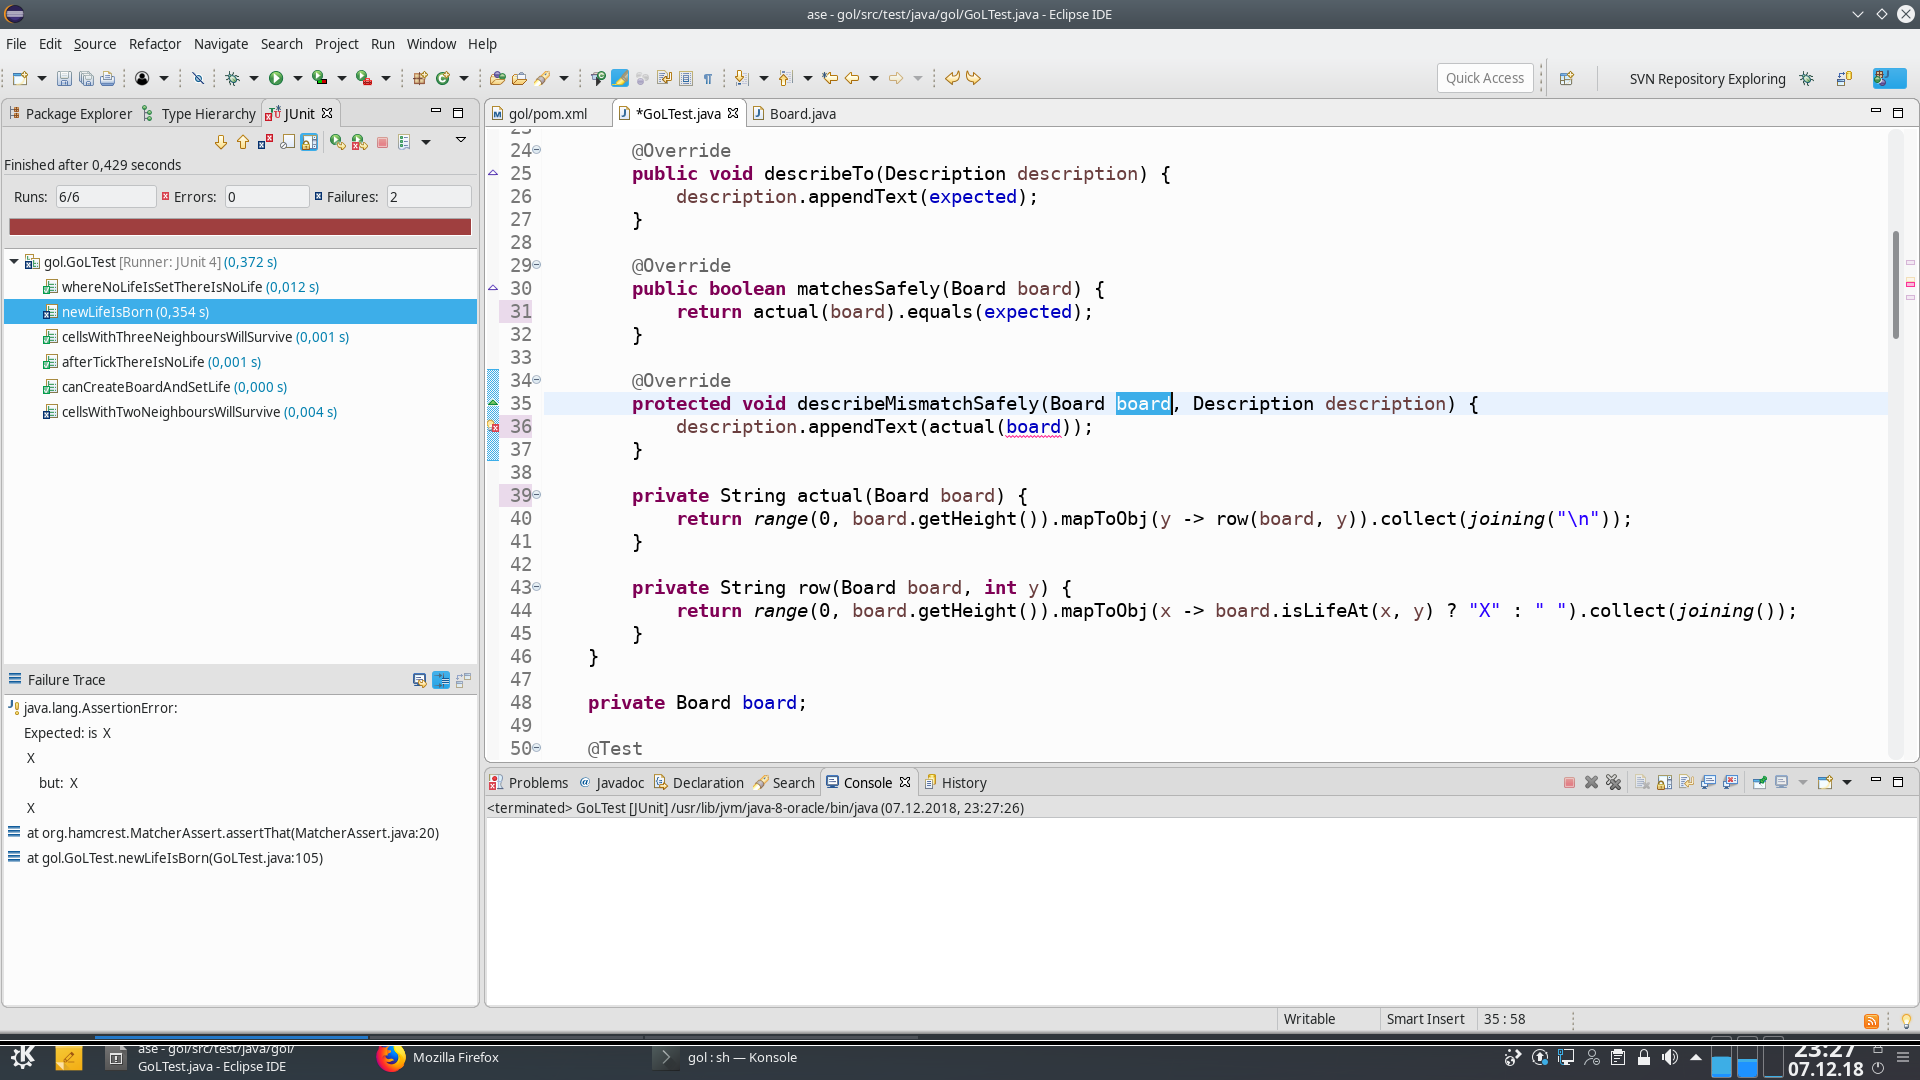 ase - gol/src/test/java/gol/GoLTest.java - Eclipse IDE
File Edit Source Refactor Navigate Search Project Run Window Help
Quick Access SVN Repository Exploring
Package Explorer Type Hierarchy JUnit
Finished after 0,429 seconds
Runs: 6/6 Errors: 0 Failures: 2
gol.GoLTest [Runner: JUnit 4] (0,372 s)
whereNoLifeIsSetThereIsNoLife (0,012 s)
newLifeIsBorn (0,354 s)
cellsWithThreeNeighboursWillSurvive (0,001 s)
afterTickThereIsNoLife (0,001 s)
canCreateBoardAndSetLife (0,000 s)
cellsWithTwoNeighboursWillSurvive (0,004 s)
Failure Trace
java.lang.AssertionError:
Expected: is X
X
but: X
X
at org.hamcrest.MatcherAssert.assertThat(MatcherAssert.java:20)
at gol.GoLTest.newLifeIsBorn(GoLTest.java:105)
gol/pom.xml *GoLTest.java Board.java
24 @Override
25 public void describeTo(Description description) {
26 description.appendText(expected);
27 }
28
29 @Override
30 public boolean matchesSafely(Board board) {
31 return actual(board).equals(expected);
32 }
33
34 @Override
35 protected void describeMismatchSafely(Board board, Description description) {
36 description.appendText(actual(board));
37 }
38
39 private String actual(Board board) {
40 return range(0, board.getHeight()).mapToObj(y -> row(board, y)).collect(joining("\n"));
41 }
42
43 private String row(Board board, int y) {
44 return range(0, board.getHeight()).mapToObj(x -> board.isLifeAt(x, y) ? "X" : " ").collect(joining());
45 }
46 }
47
48 private Board board;
49
50 @Test
Problems Javadoc Declaration Search Console History
<terminated> GoLTest [JUnit] /usr/lib/jvm/java-8-oracle/bin/java (07.12.2018, 23:27:26)
Writable Smart Insert 35 : 58
ase - gol/src/test/java/gol/
GoLTest.java - Eclipse IDE
Mozilla Firefox
gol : sh — Konsole
23:27
07.12.18